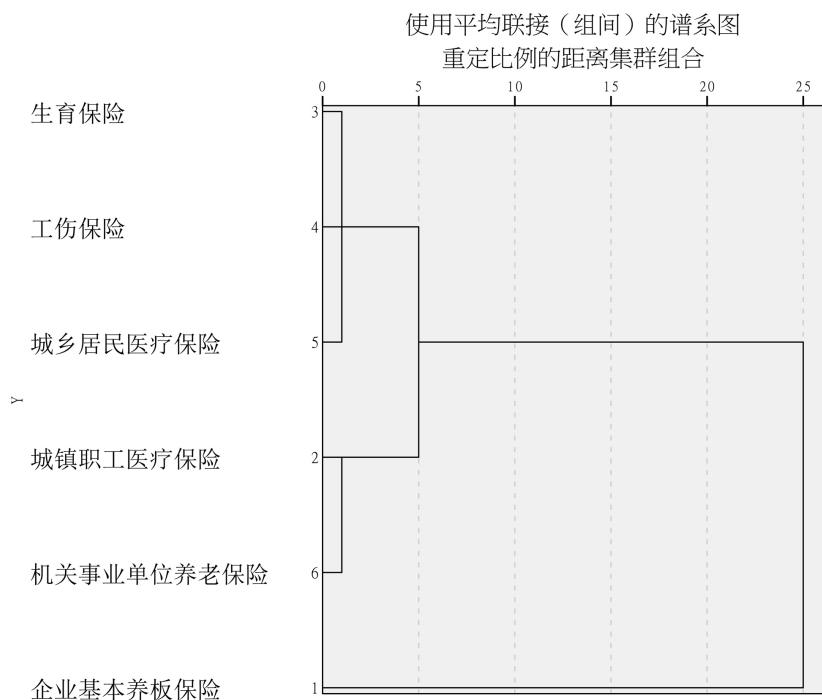 使用平均联接（组间）的谱系图
重定比例的距离集群组合
0 5 10 15 20 25
生育保险 3
工伤保险 4
城乡居民医疗保险 5
Y
城镇职工医疗保险 2
机关事业单位养老保险 6
企业基本养板保险 1